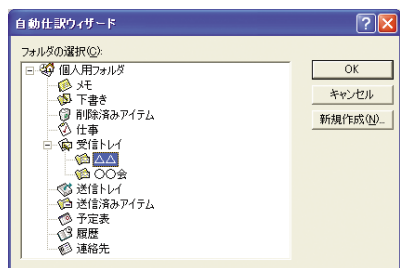 自動仕訳ウィザード
フォルダの選択(C):
個人用フォルダ
メモ
下書き
削除済みアイテム
仕事
受信トレイ
△△
○○会
送信トレイ
送信済みアイテム
予定表
履歴
連絡先
OK
キャンセル
新規作成(N)...